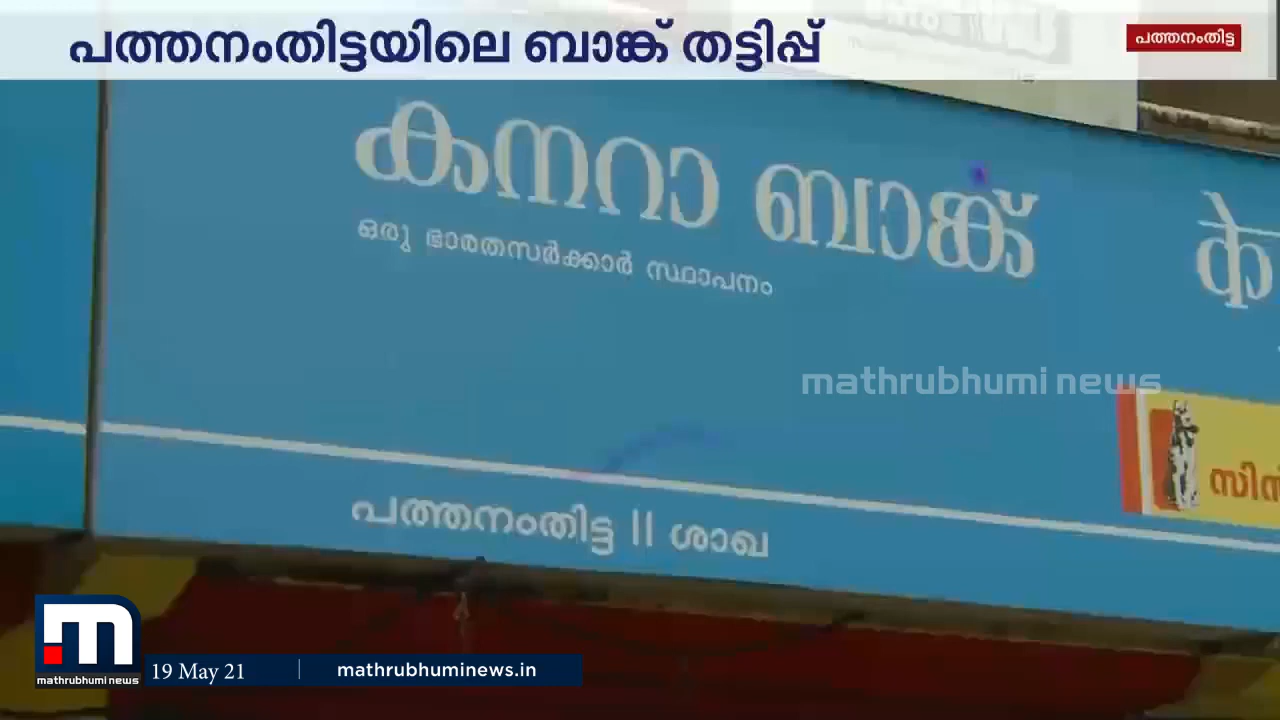 പത്തനംതിട്ടയിലെ ബാങ്ക് തട്ടിപ്പ്
പത്തനംതിട്ട
കനറാ ബാങ്ക്
ഒരു ഭാരതസർക്കാർ സ്ഥാപനം
mathrubhumi news
പത്തനംതിട്ട II ശാഖ
mathrubhumi news
19 May 21
mathrubhuminews.in